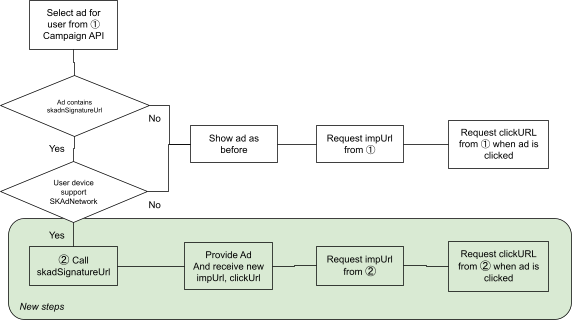 Select ad for
user from ①
Campaign API
Ad contains
skadnSignatureUrl
No
Yes
Show ad as
before
Request impUrl
from ①
Request clickURL
from ① when ad is
clicked
User device
support
SKAdNetwork
No
Yes
② Call
skadSignatureUrl
Provide Ad
And receive new
impUrl, clickUrl
Request impUrl
from ②
Request clickURL
from ② when ad is
clicked
New steps